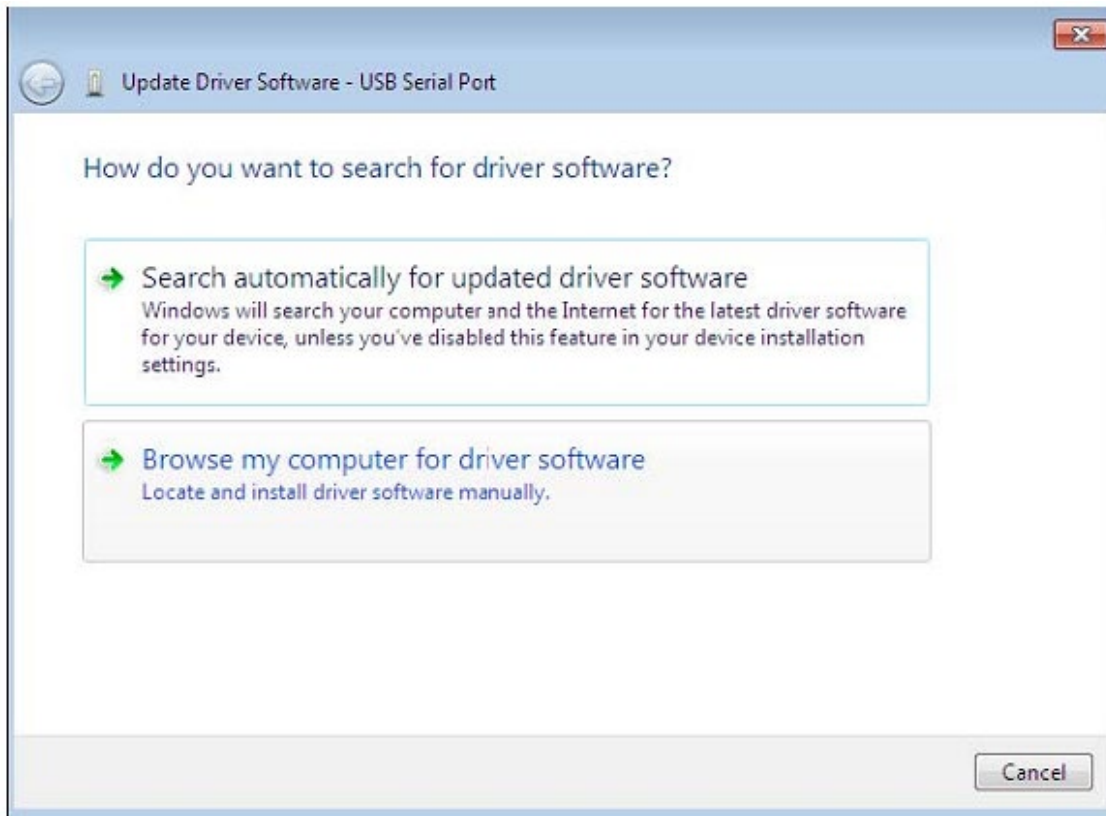 Update Driver Software - USB Serial Port
How do you want to search for driver software?
Search automatically for updated driver software
Windows will search your computer and the Internet for the latest driver software
for your device, unless you've disabled this feature in your device installation
settings.
Browse my computer for driver software
Locate and install driver software manually.
Cancel